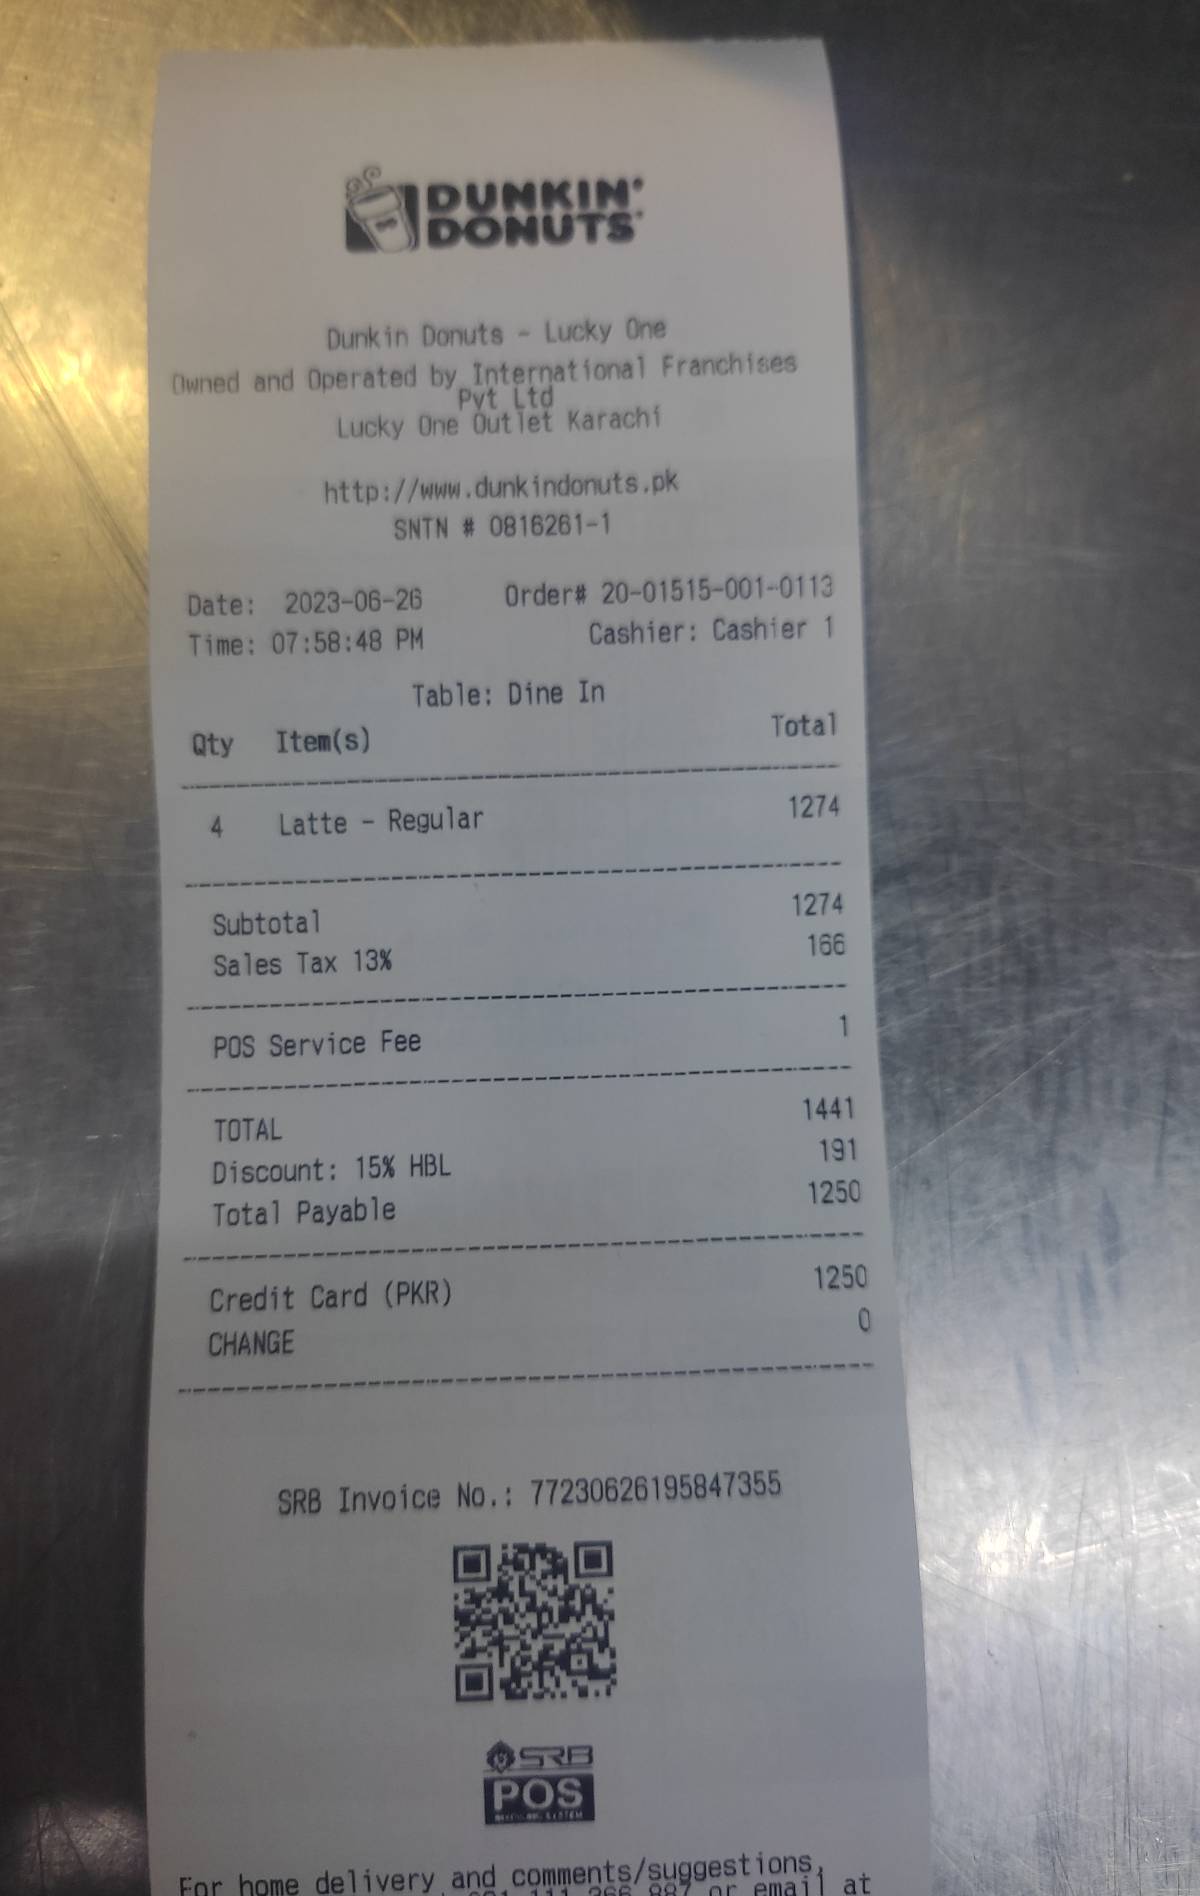 DUNKIN'
DONUTS
Dunkin Donuts - Lucky One
Owned and Operated by International Franchises
Pvt Ltd
Lucky One Outlet Karachi
http://www.dunkindonuts.pk
SNTN # 0816261-1
Date: 2023-06-26 Order# 20-01515-001-0113
Time: 07:58:48 PM Cashier: Cashier 1
Table: Dine In
Qty Item(s) Total
4 Latte - Regular 1274
Subtotal 1274
Sales Tax 13% 166
POS Service Fee 1
TOTAL 1441
Discount: 15% HBL 191
Total Payable 1250
Credit Card (PKR) 1250
CHANGE 0
SRB Invoice No.: 77230626195847355
SRB
POS
For home delivery and comments/suggestions,
or email at